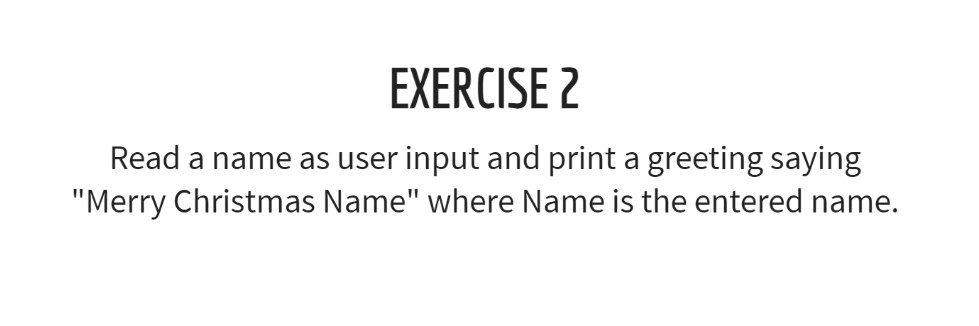 EXERCISE 2
Read a name as user input and print a greeting saying
"Merry Christmas Name" where Name is the entered name.